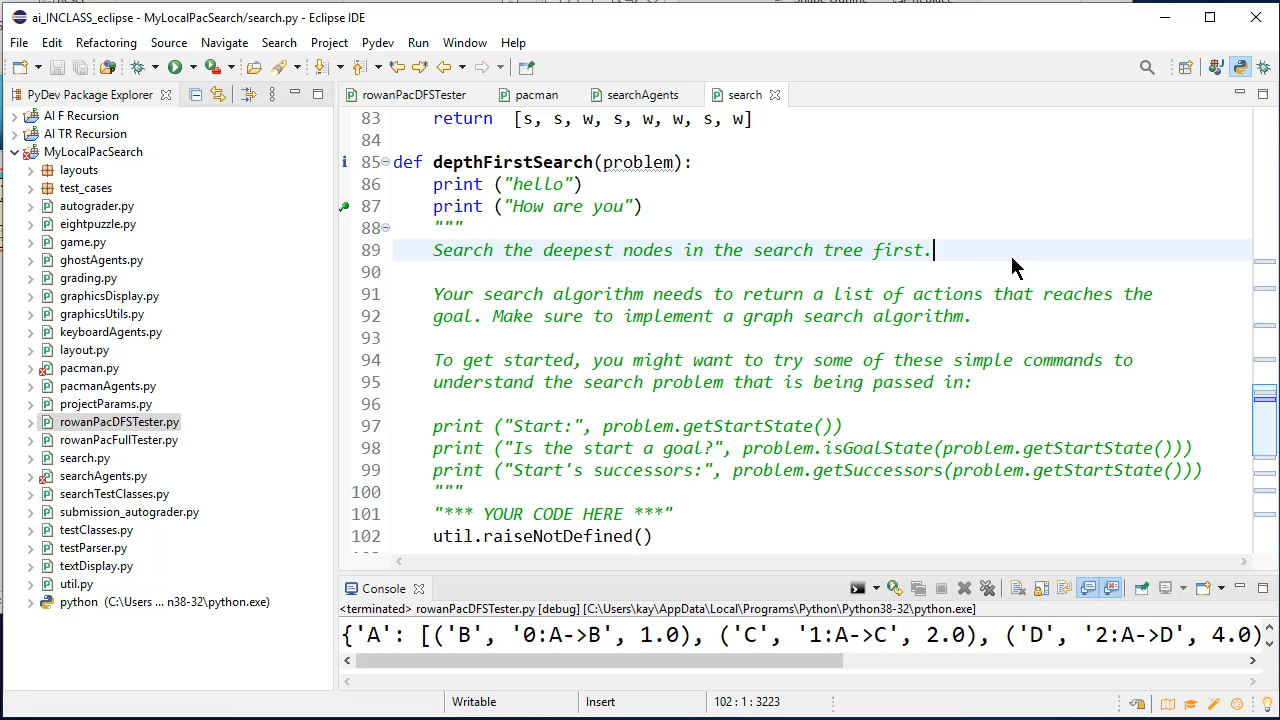 ai_INCLASS_eclipse - MyLocalPacSearch/search.py - Eclipse IDE
File Edit Refactoring Source Navigate Search Project Pydev Run Window Help
PyDev Package Explorer
rowanPacDFSTester pacman searchAgents search
AI F Recursion
AI TR Recursion
MyLocalPacSearch
layouts
test_cases
autograder.py
eightpuzzle.py
game.py
ghostAgents.py
grading.py
graphicsDisplay.py
graphicsUtils.py
keyboardAgents.py
layout.py
pacman.py
pacmanAgents.py
projectParams.py
rowanPacDFSTester.py
rowanPacFullTester.py
search.py
searchAgents.py
searchTestClasses.py
submission_autograder.py
testClasses.py
testParser.py
textDisplay.py
util.py
python (C:\Users ... n38-32\python.exe)
83 return [s, s, w, s, w, w, s, w]
84
85 def depthFirstSearch(problem):
86 print ("hello")
87 print ("How are you")
88 """
89 Search the deepest nodes in the search tree first.
90
91 Your search algorithm needs to return a list of actions that reaches the
92 goal. Make sure to implement a graph search algorithm.
93
94 To get started, you might want to try some of these simple commands to
95 understand the search problem that is being passed in:
96
97 print ("Start:", problem.getStartState())
98 print ("Is the start a goal?", problem.isGoalState(problem.getStartState()))
99 print ("Start's successors:", problem.getSuccessors(problem.getStartState()))
100 """
101 "*** YOUR CODE HERE ***"
102 util.raiseNotDefined()
Console
<terminated> rowanPacDFSTester.py [debug] [C:\Users\kay\AppData\Local\Programs\Python\Python38-32\python.exe]
{'A': [('B', '0:A->B', 1.0), ('C', '1:A->C', 2.0), ('D', '2:A->D', 4.0)
Writable Insert 102 : 1 : 3223